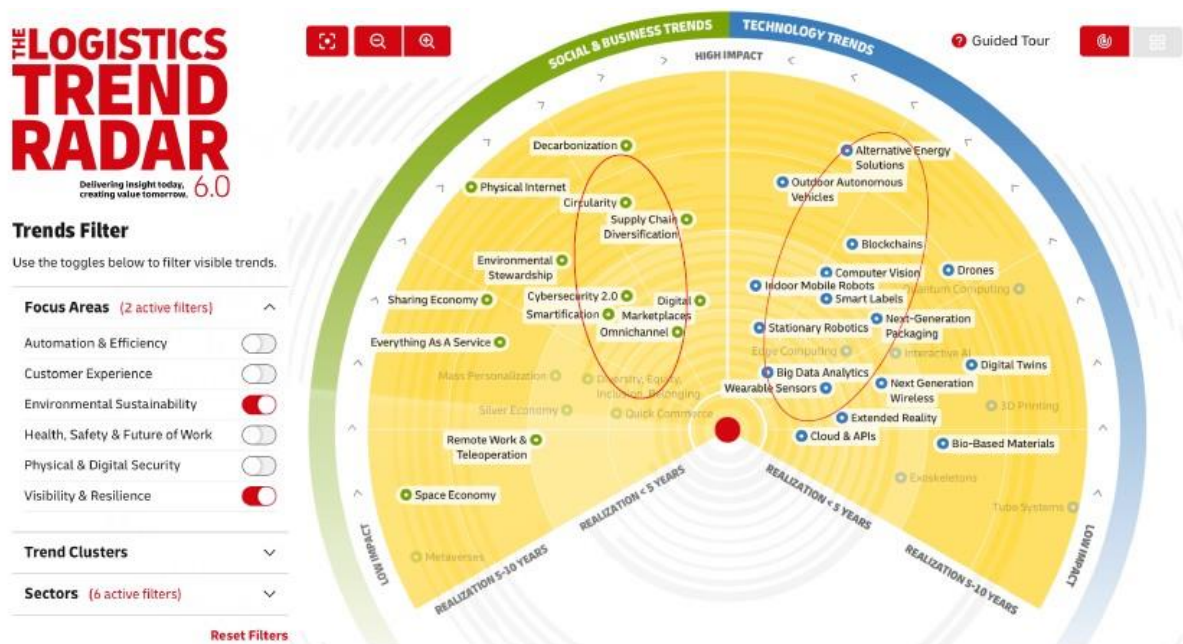 THE LOGISTICS
TREND
RADAR
Delivering insight today,
creating value tomorrow. 6.0
Trends Filter
Use the toggles below to filter visible trends.
Focus Areas (2 active filters)
Automation & Efficiency
Customer Experience
Environmental Sustainability
Health, Safety & Future of Work
Physical & Digital Security
Visibility & Resilience
Trend Clusters
Sectors (6 active filters)
Reset Filters
SOCIAL & BUSINESS TRENDS
TECHNOLOGY TRENDS
Guided Tour
HIGH IMPACT
Decarbonization
Physical Internet
Circularity
Supply Chain
Diversification
Environmental
Stewardship
Sharing Economy
Cybersecurity 2.0
Digital
Marketplaces
Smartification
Omnichannel
Everything As A Service
Mass Personalization
Diversity, Equity,
Inclusion, Belonging
Silver Economy
Quick Commerce
Remote Work &
Teleoperation
Space Economy
Metaverses
LOW IMPACT
REALIZATION < 5 YEARS
REALIZATION 5-10 YEARS
Alternative Energy
Solutions
Outdoor Autonomous
Vehicles
Blockchains
Computer Vision
Drones
Indoor Mobile Robots
Quantum Computing
Smart Labels
Stationary Robotics
Next-Generation
Packaging
Edge Computing
Interactive AI
Digital Twins
Big Data Analytics
Wearable Sensors
Next Generation
Wireless
3D Printing
Extended Reality
Cloud & APIs
Bio-Based Materials
Exoskeletons
Tube Systems
REALIZATION < 5 YEARS
REALIZATION 5-10 YEARS
LOW IMPACT